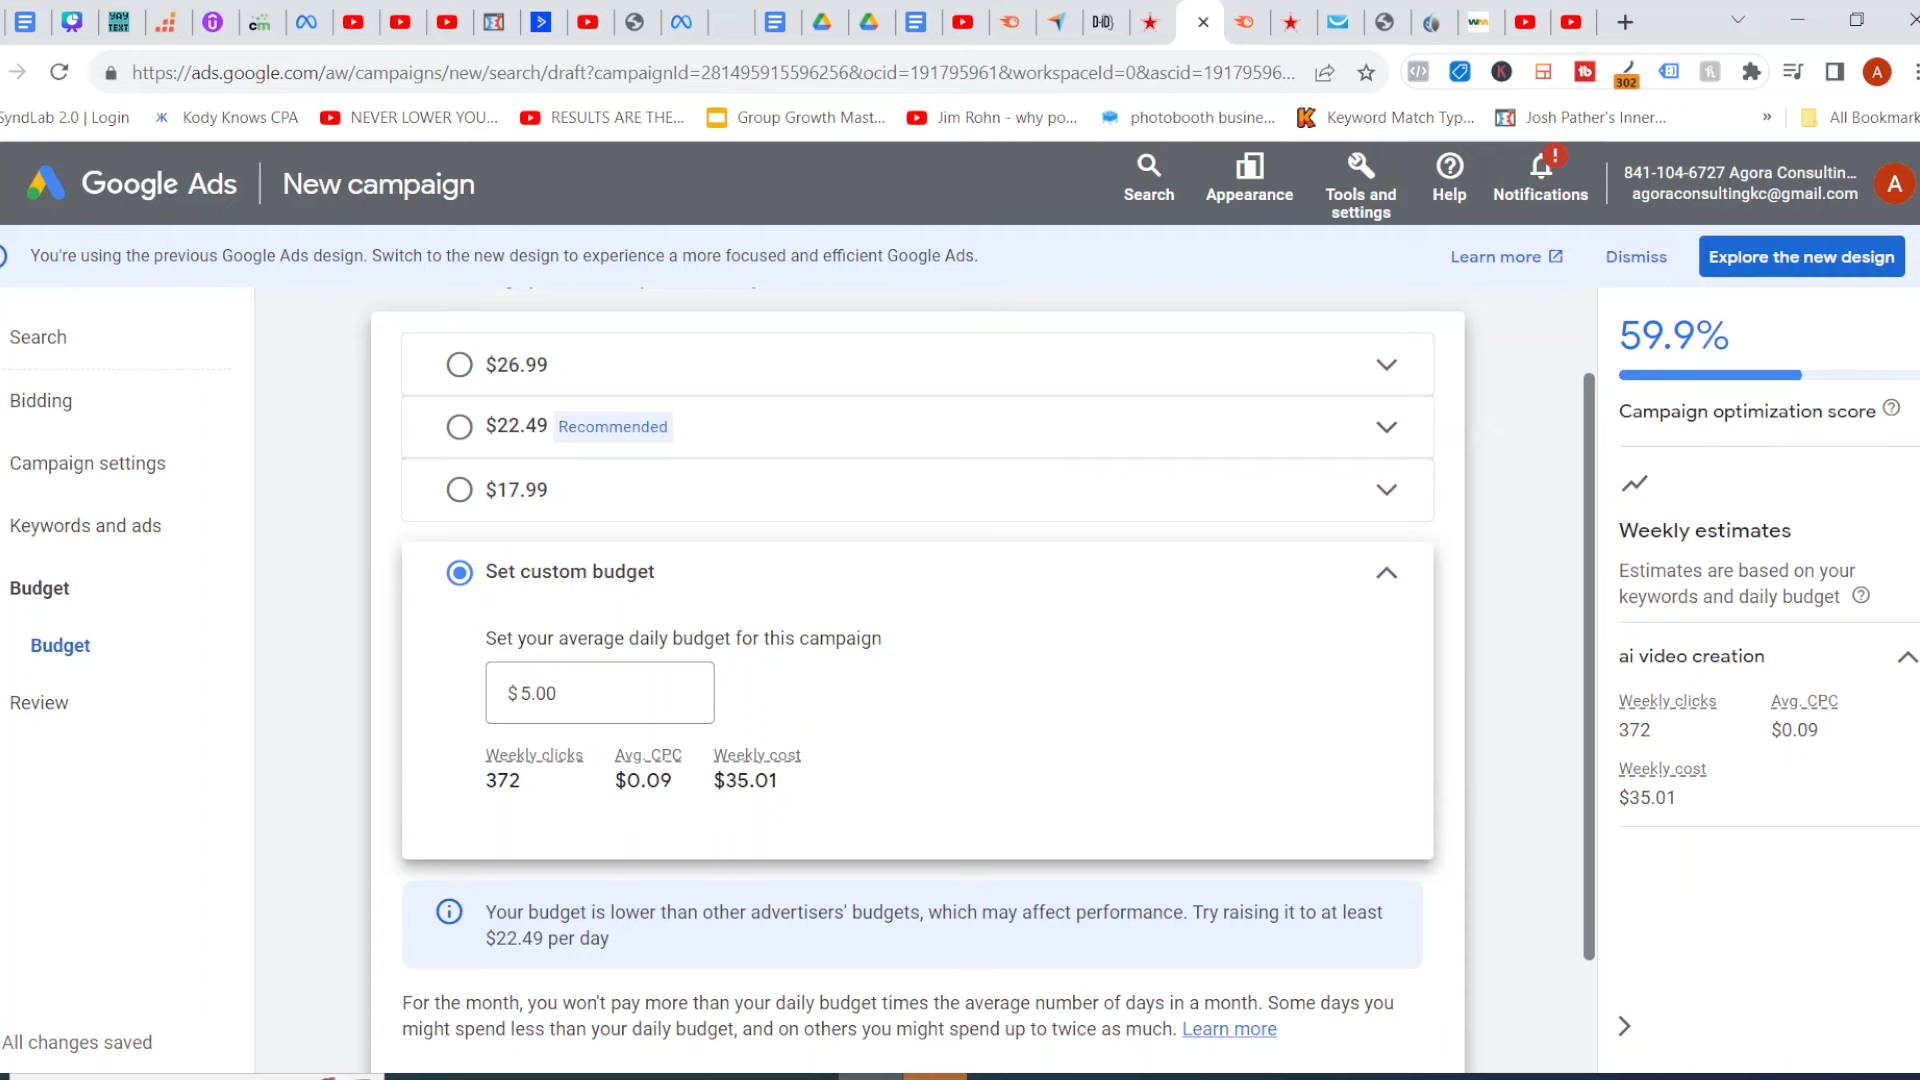 YAY
TEXT
cm
D-iD
wm
https://ads.google.com/aw/campaigns/new/search/draft?campaignId=281495915596256&ocid=191795961&workspaceId=0&ascid=19179596...
302
A
SyndLab 2.0 | Login
Kody Knows CPA
NEVER LOWER YOU...
RESULTS ARE THE...
Group Growth Mast...
Jim Rohn - why po...
photobooth busine...
Keyword Match Typ...
Josh Pather's Inner...
»
All Bookmark
Google Ads
New campaign
Search
Appearance
Tools and
settings
Help
Notifications
841-104-6727 Agora Consultin...
agoraconsultingkc@gmail.com
A
You're using the previous Google Ads design. Switch to the new design to experience a more focused and efficient Google Ads.
Learn more
Dismiss
Explore the new design
Search
Bidding
Campaign settings
Keywords and ads
Budget
Budget
Review
All changes saved
$26.99
$22.49 Recommended
$17.99
Set custom budget
Set your average daily budget for this campaign
$ 5.00
Weekly clicks Avg. CPC Weekly cost
372 $0.09 $35.01
Your budget is lower than other advertisers' budgets, which may affect performance. Try raising it to at least
$22.49 per day
For the month, you won't pay more than your daily budget times the average number of days in a month. Some days you
might spend less than your daily budget, and on others you might spend up to twice as much. Learn more
59.9%
Campaign optimization score
Weekly estimates
Estimates are based on your
keywords and daily budget
ai video creation
Weekly clicks Avg. CPC
372 $0.09
Weekly cost
$35.01